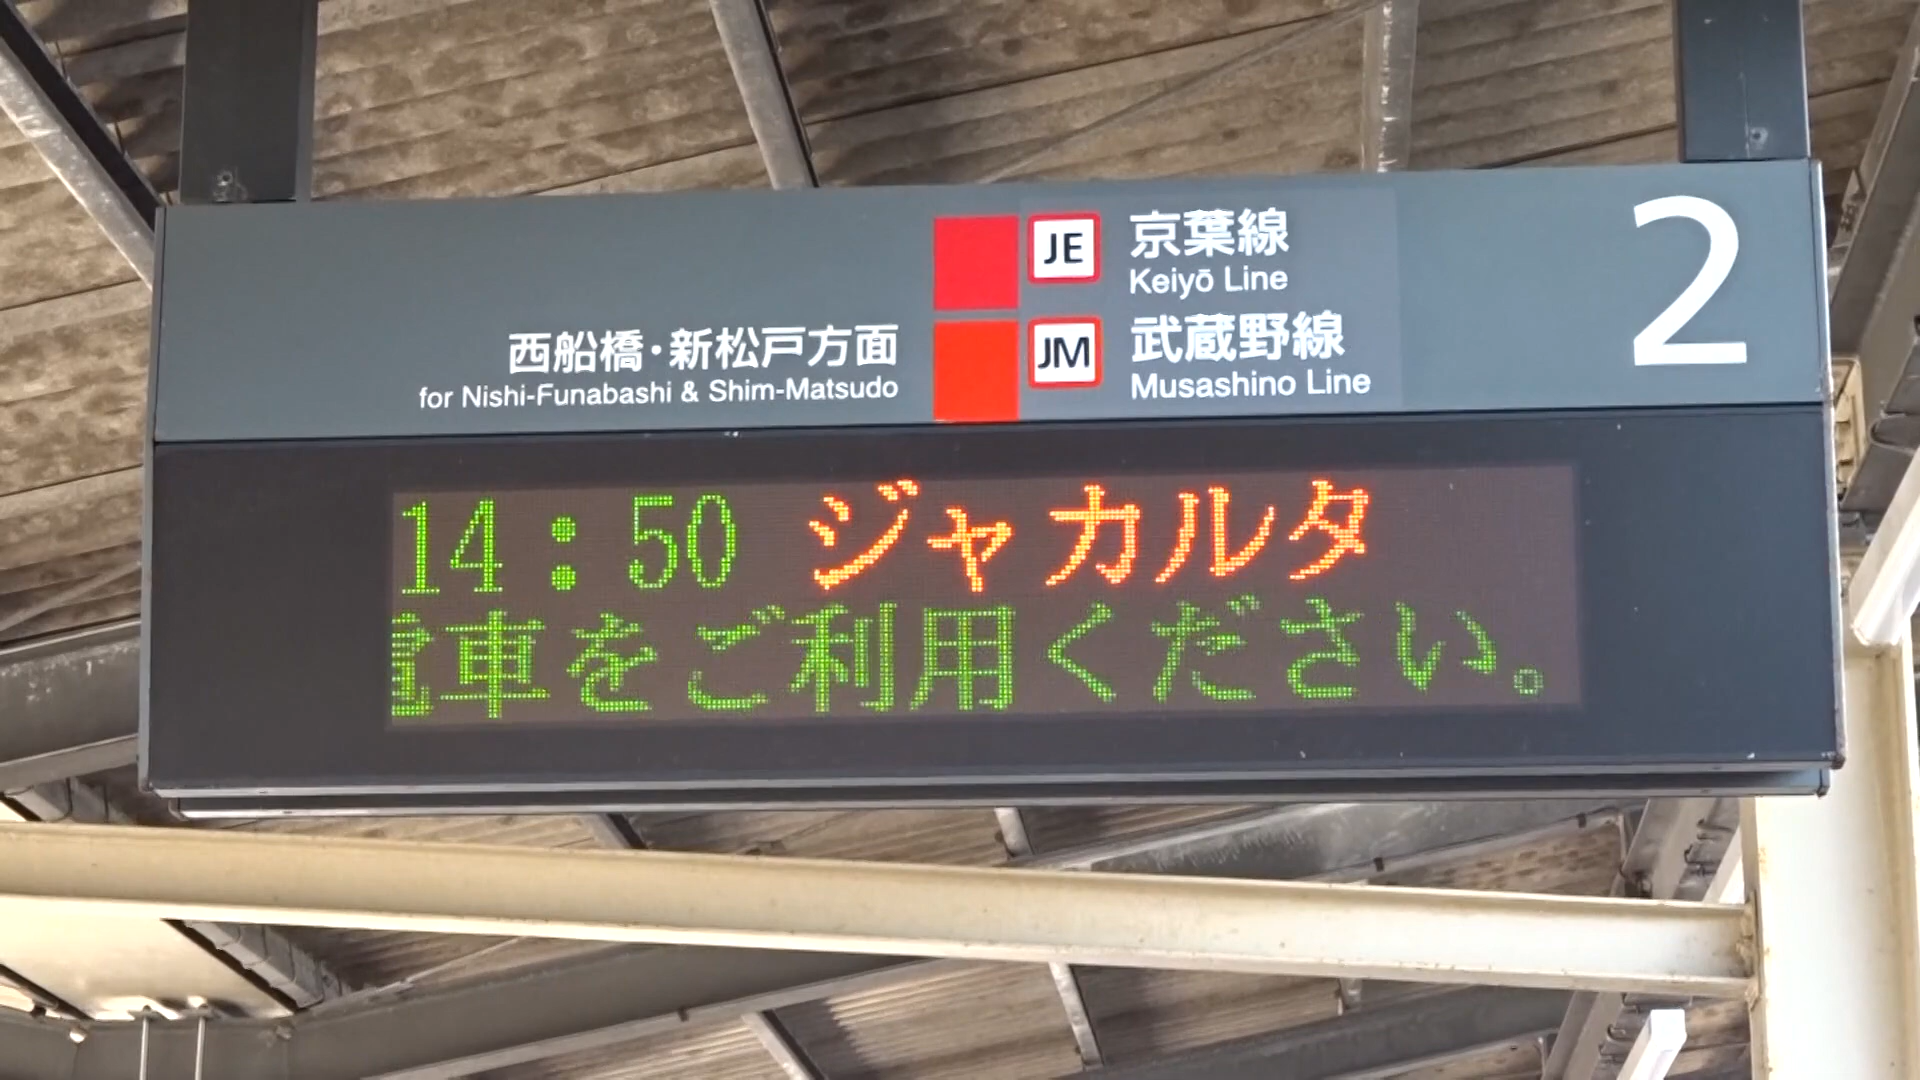 JE 京葉線
Keiyō Line
2
西船橋・新松戸方面
for Nishi-Funabashi & Shim-Matsudo
JM 武蔵野線
Musashino Line
14:50 ジャカルタ
電車をご利用ください。